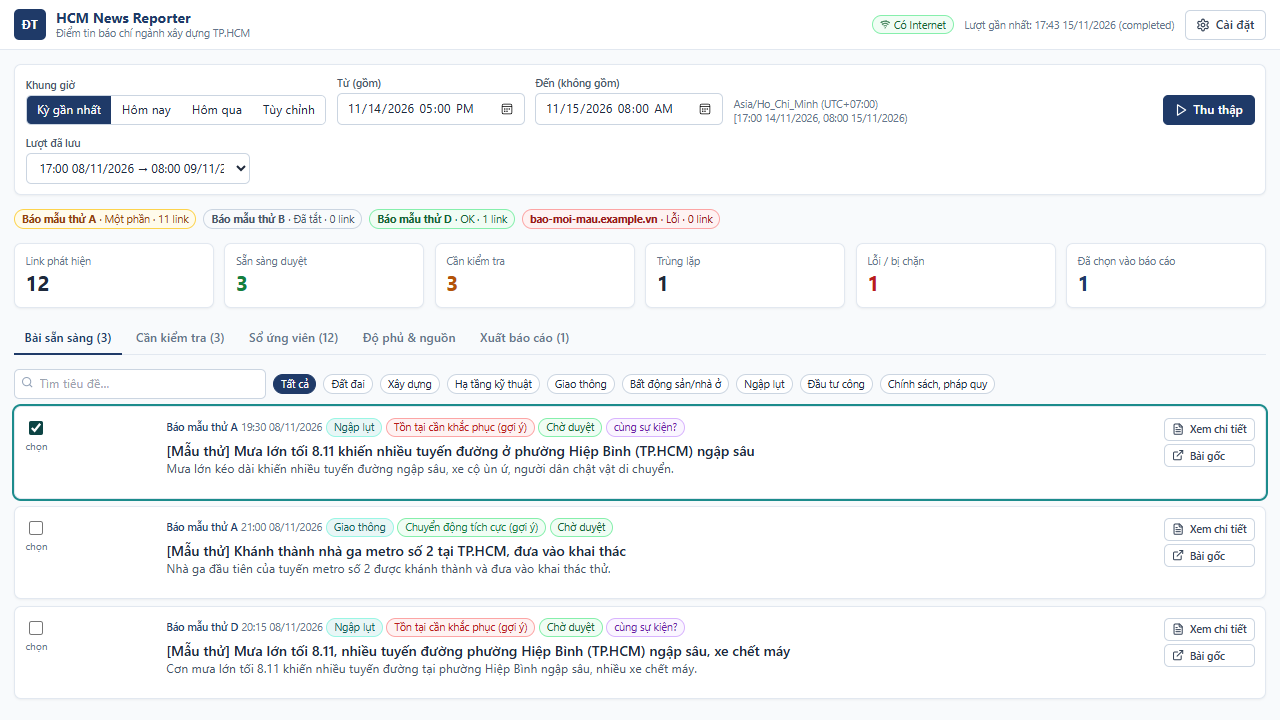 ĐT
HCM News Reporter
Điểm tin báo chí ngành xây dựng TP.HCM
Có Internet
Lượt gần nhất: 17:43 15/11/2026 (completed)
Cài đặt
Khung giờ
Kỳ gần nhất
Hôm nay
Hôm qua
Tùy chỉnh
Từ (gồm)
11/14/2026 05:00 PM
Đến (không gồm)
11/15/2026 08:00 AM
Asia/Ho_Chi_Minh (UTC+07:00)
[17:00 14/11/2026, 08:00 15/11/2026)
Thu thập
Lượt đã lưu
17:00 08/11/2026 → 08:00 09/11/2
Báo mẫu thử A · Một phần · 11 link
Báo mẫu thử B · Đã tắt · 0 link
Báo mẫu thử D · OK · 1 link
bao-moi-mau.example.vn · Lỗi · 0 link
Link phát hiện
12
Sẵn sàng duyệt
3
Cần kiểm tra
3
Trùng lặp
1
Lỗi / bị chặn
1
Đã chọn vào báo cáo
1
Bài sẵn sàng (3)
Cần kiểm tra (3)
Sổ ứng viên (12)
Độ phủ & nguồn
Xuất báo cáo (1)
Tìm tiêu đề...
Tất cả
Đất đai
Xây dựng
Hạ tầng kỹ thuật
Giao thông
Bất động sản/nhà ở
Ngập lụt
Đầu tư công
Chính sách, pháp quy
chọn
Báo mẫu thử A 19:30 08/11/2026 Ngập lụt Tồn tại cần khắc phục (gợi ý) Chờ duyệt cùng sự kiện?
[Mẫu thử] Mưa lớn tối 8.11 khiến nhiều tuyến đường ở phường Hiệp Bình (TP.HCM) ngập sâu
Mưa lớn kéo dài khiến nhiều tuyến đường ngập sâu, xe cộ ùn ứ, người dân chật vật di chuyển.
Xem chi tiết
Bài gốc
chọn
Báo mẫu thử A 21:00 08/11/2026 Giao thông Chuyển động tích cực (gợi ý) Chờ duyệt
[Mẫu thử] Khánh thành nhà ga metro số 2 tại TP.HCM, đưa vào khai thác
Nhà ga đầu tiên của tuyến metro số 2 được khánh thành và đưa vào khai thác thử.
Xem chi tiết
Bài gốc
chọn
Báo mẫu thử D 20:15 08/11/2026 Ngập lụt Tồn tại cần khắc phục (gợi ý) Chờ duyệt cùng sự kiện?
[Mẫu thử] Mưa lớn tối 8.11, nhiều tuyến đường phường Hiệp Bình (TP.HCM) ngập sâu, xe chết máy
Cơn mưa lớn tối 8.11 khiến nhiều tuyến đường tại phường Hiệp Bình ngập sâu, nhiều xe chết máy.
Xem chi tiết
Bài gốc